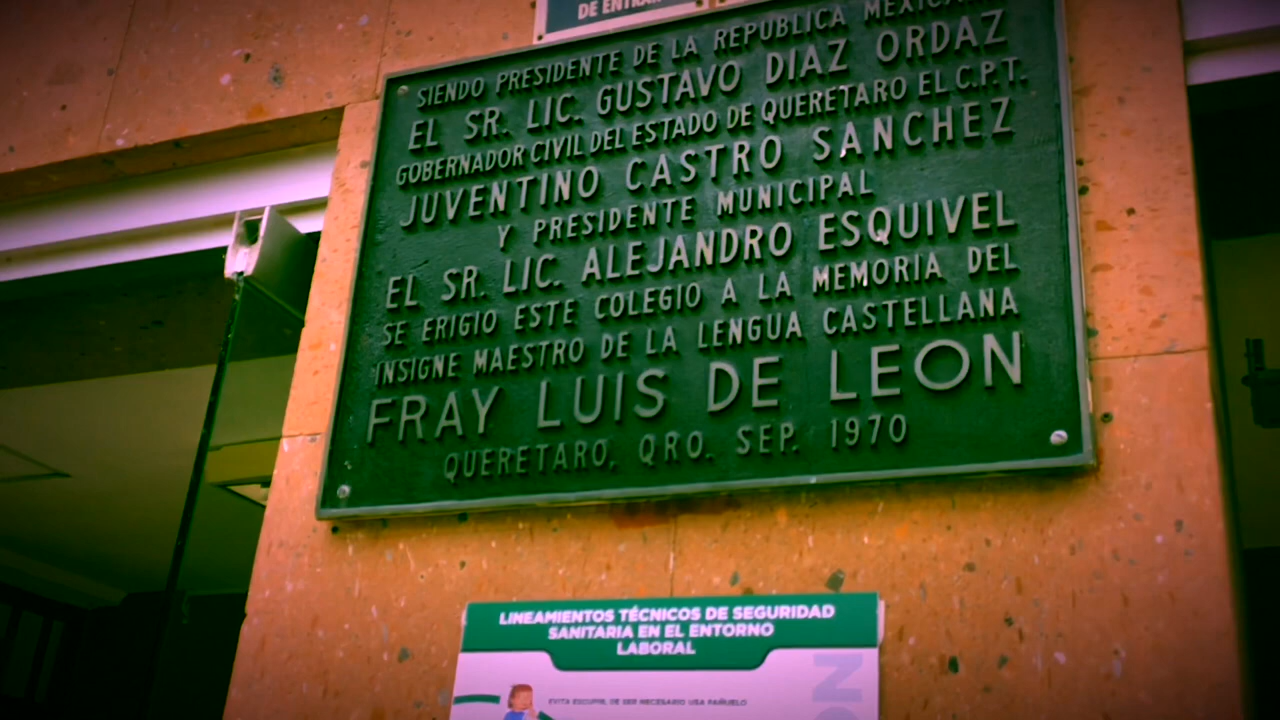 DE ENTRA
SIENDO PRESIDENTE DE LA REPUBLICA MEXICA
EL SR. LIC. GUSTAVO DIAZ ORDAZ
GOBERNADOR CIVIL DEL ESTADO DE QUERETARO EL C.P.T.
JUVENTINO CASTRO SANCHEZ
Y PRESIDENTE MUNICIPAL
EL SR. LIC. ALEJANDRO ESQUIVEL
SE ERIGIO ESTE COLEGIO A LA MEMORIA DEL
INSIGNE MAESTRO DE LA LENGUA CASTELLANA
FRAY LUIS DE LEON
QUERETARO, QRO. SEP. 1970
LINEAMIENTOS TÉCNICOS DE SEGURIDAD
SANITARIA EN EL ENTORNO
LABORAL
EVITA ESCUPIR, DE SER NECESARIO USA PAÑUELO